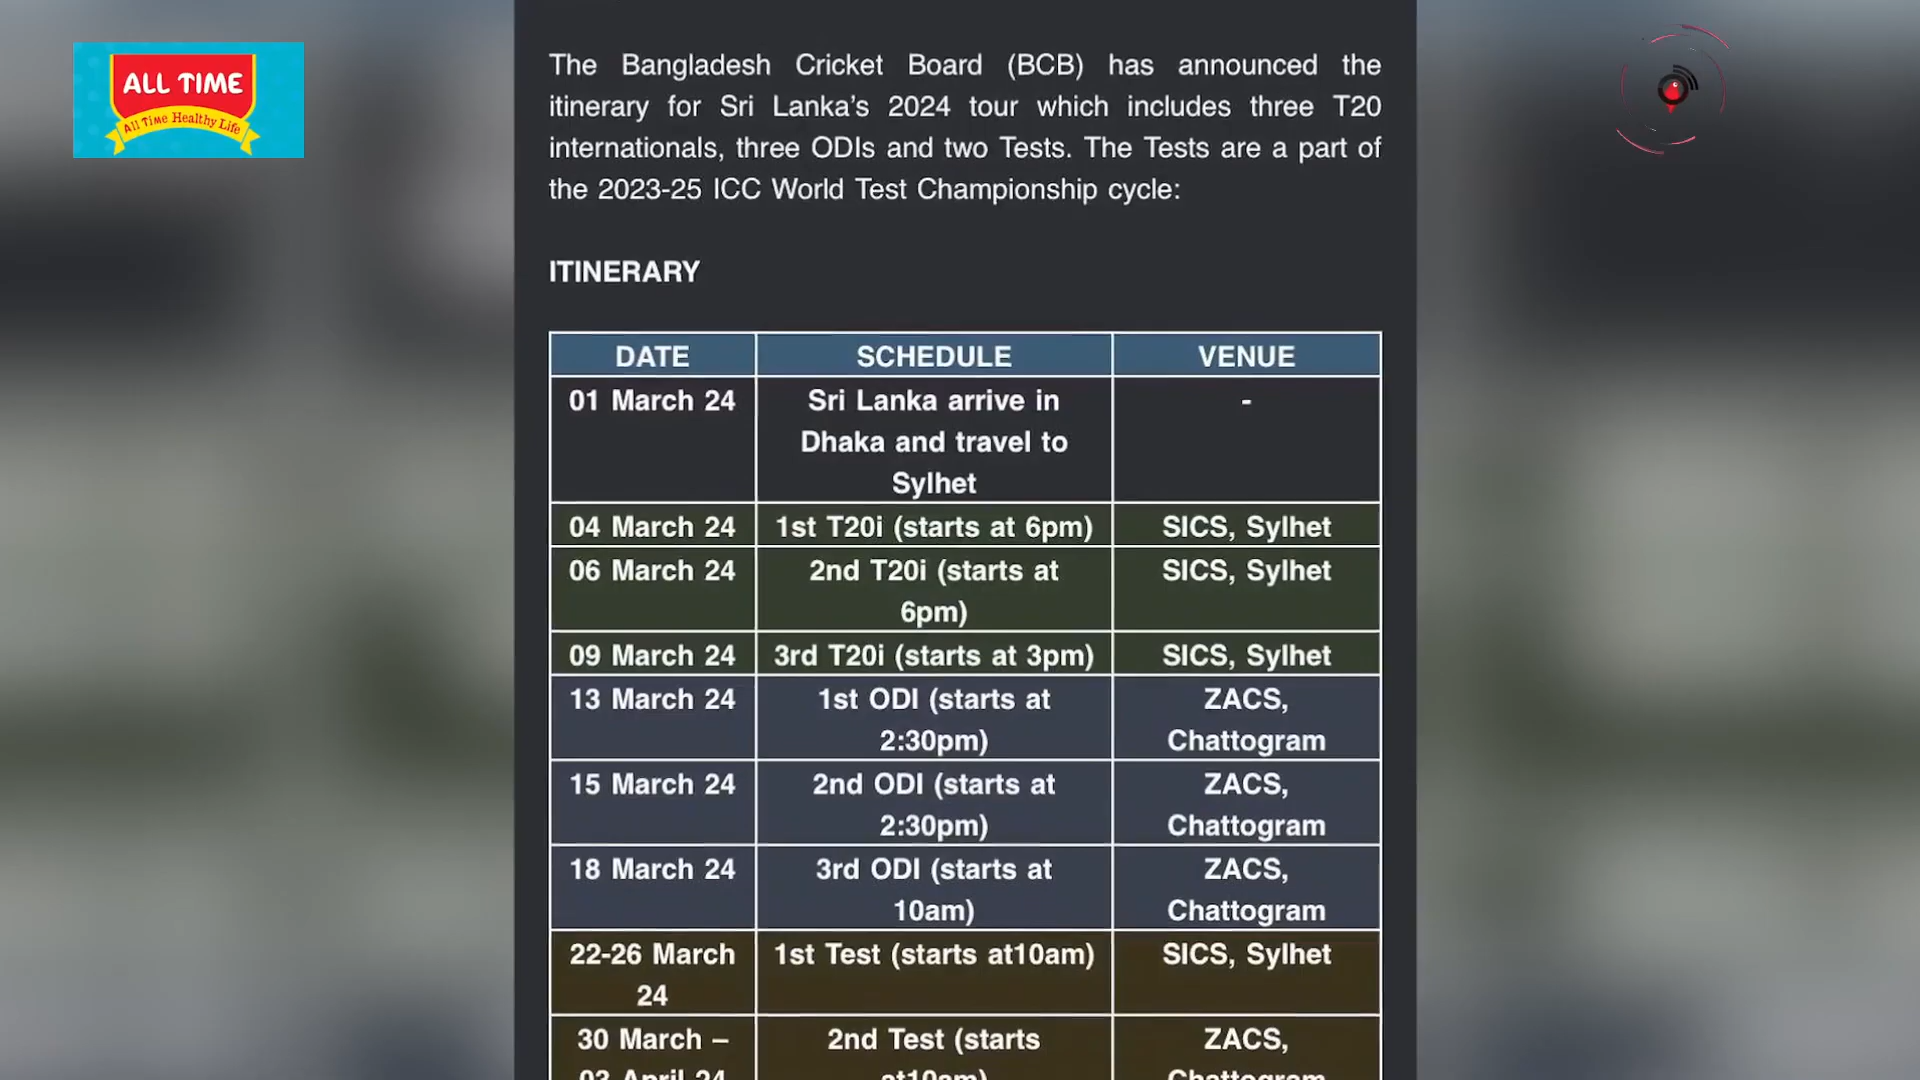 ALL TIME
All Time Healthy Life
The Bangladesh Cricket Board (BCB) has announced the
itinerary for Sri Lanka’s 2024 tour which includes three T20
internationals, three ODIs and two Tests. The Tests are a part of
the 2023-25 ICC World Test Championship cycle:
ITINERARY
DATE SCHEDULE VENUE
01 March 24 Sri Lanka arrive in -
Dhaka and travel to
Sylhet
04 March 24 1st T20i (starts at 6pm) SICS, Sylhet
06 March 24 2nd T20i (starts at SICS, Sylhet
6pm)
09 March 24 3rd T20i (starts at 3pm) SICS, Sylhet
13 March 24 1st ODI (starts at ZACS,
2:30pm) Chattogram
15 March 24 2nd ODI (starts at ZACS,
2:30pm) Chattogram
18 March 24 3rd ODI (starts at ZACS,
10am) Chattogram
22-26 March 1st Test (starts at10am) SICS, Sylhet
24
30 March – 2nd Test (starts ZACS,
03 April 24 at10am) Chattogram